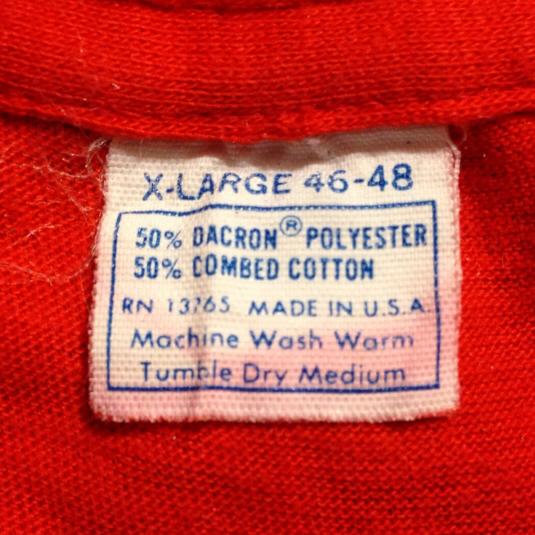 X-LARGE 46-48
50% DACRON® POLYESTER
50% COMBED COTTON
RN 13765 MADE IN U.S.A.
Machine Wash Warm
Tumble Dry Medium